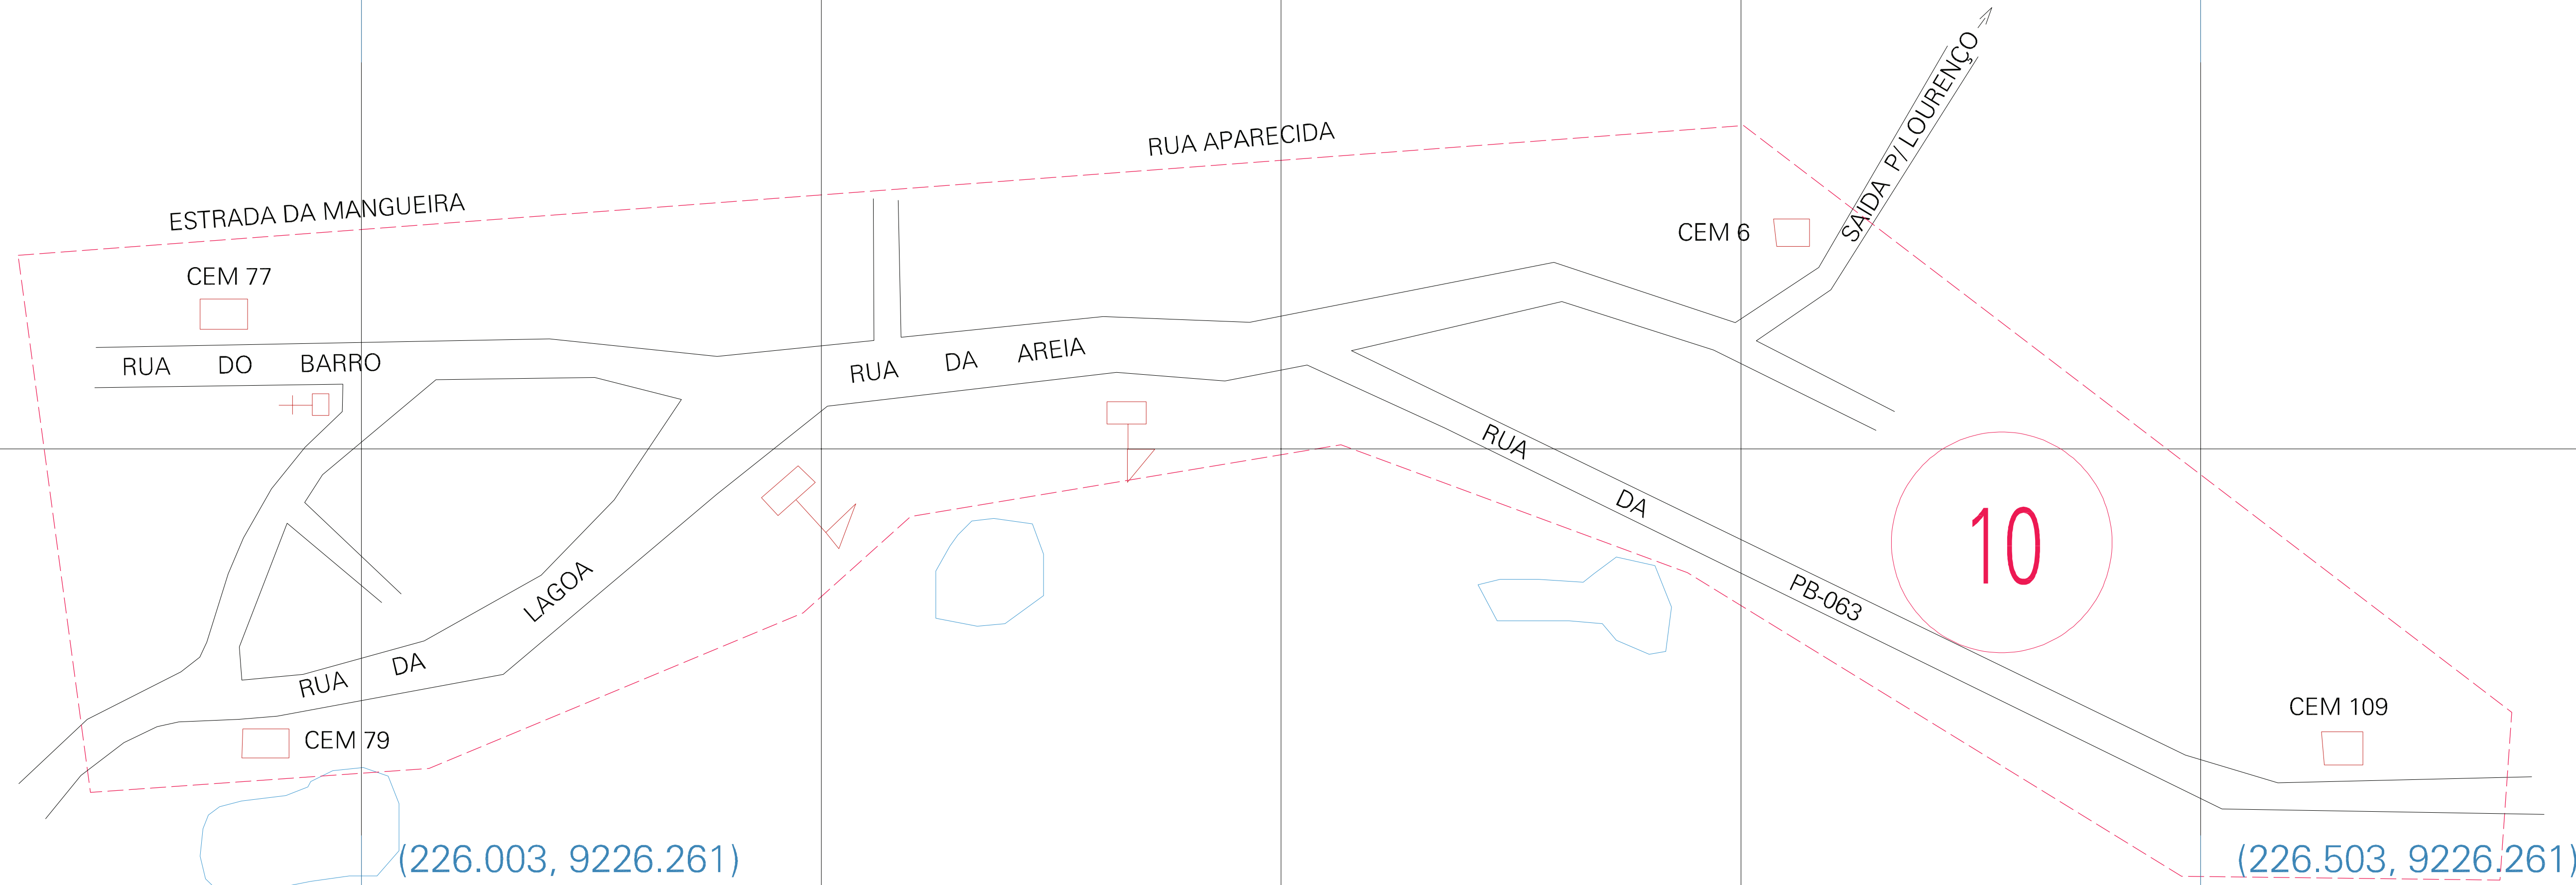 SAIDA P/ LOURENÇO
RUA APARECIDA
ESTRADA DA MANGUEIRA
CEM 6
CEM 77
RUA DO BARRO
RUA DA AREIA
RUA DA PB-063
10
RUA DA LAGOA
CEM 109
CEM 79
(226.003, 9226.261)
(226.503, 9226.261)